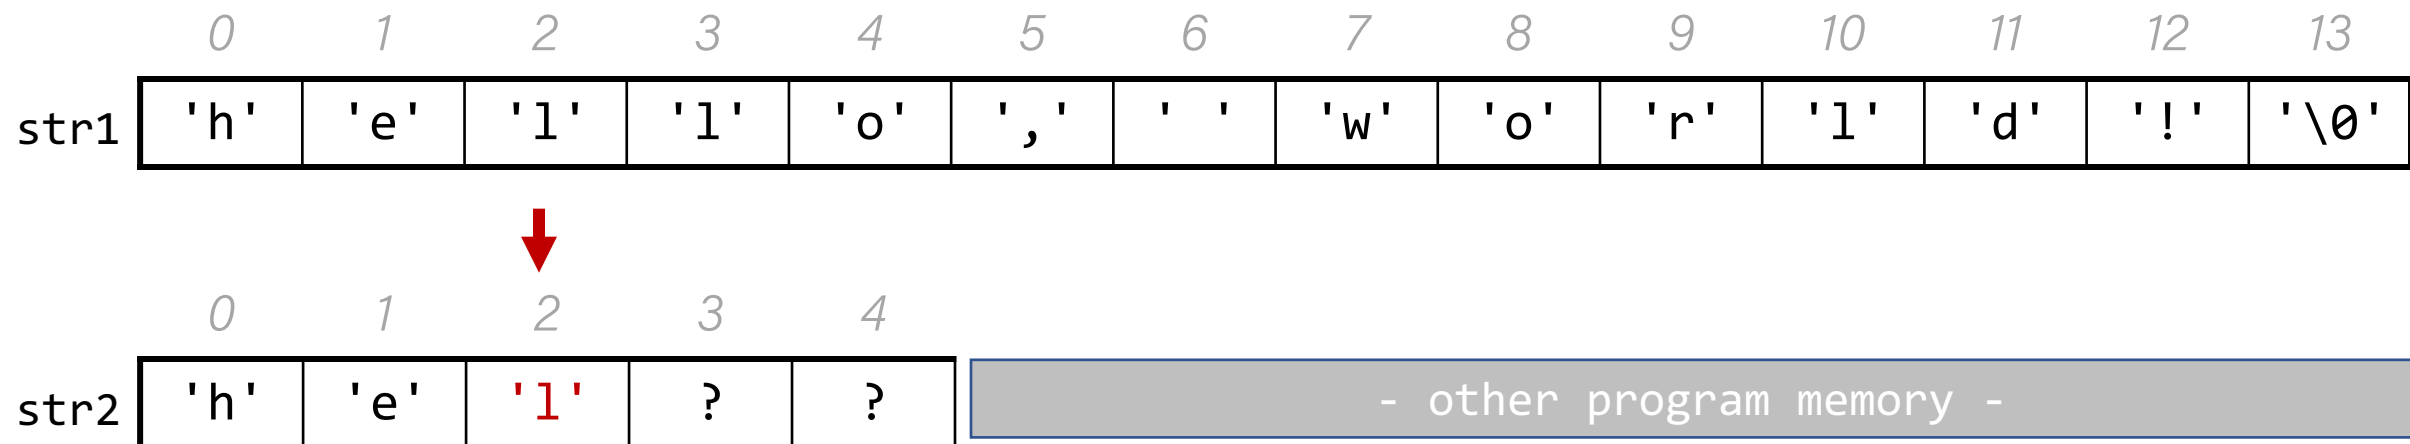 0 1 2 3 4 5 6 7 8 9 10 11 12 13
str1 'h' 'e' 'l' 'l' 'o' ',' ' ' 'w' 'o' 'r' 'l' 'd' '!' '\0'
0 1 2 3 4
str2 'h' 'e' 'l' ? ? - other program memory -